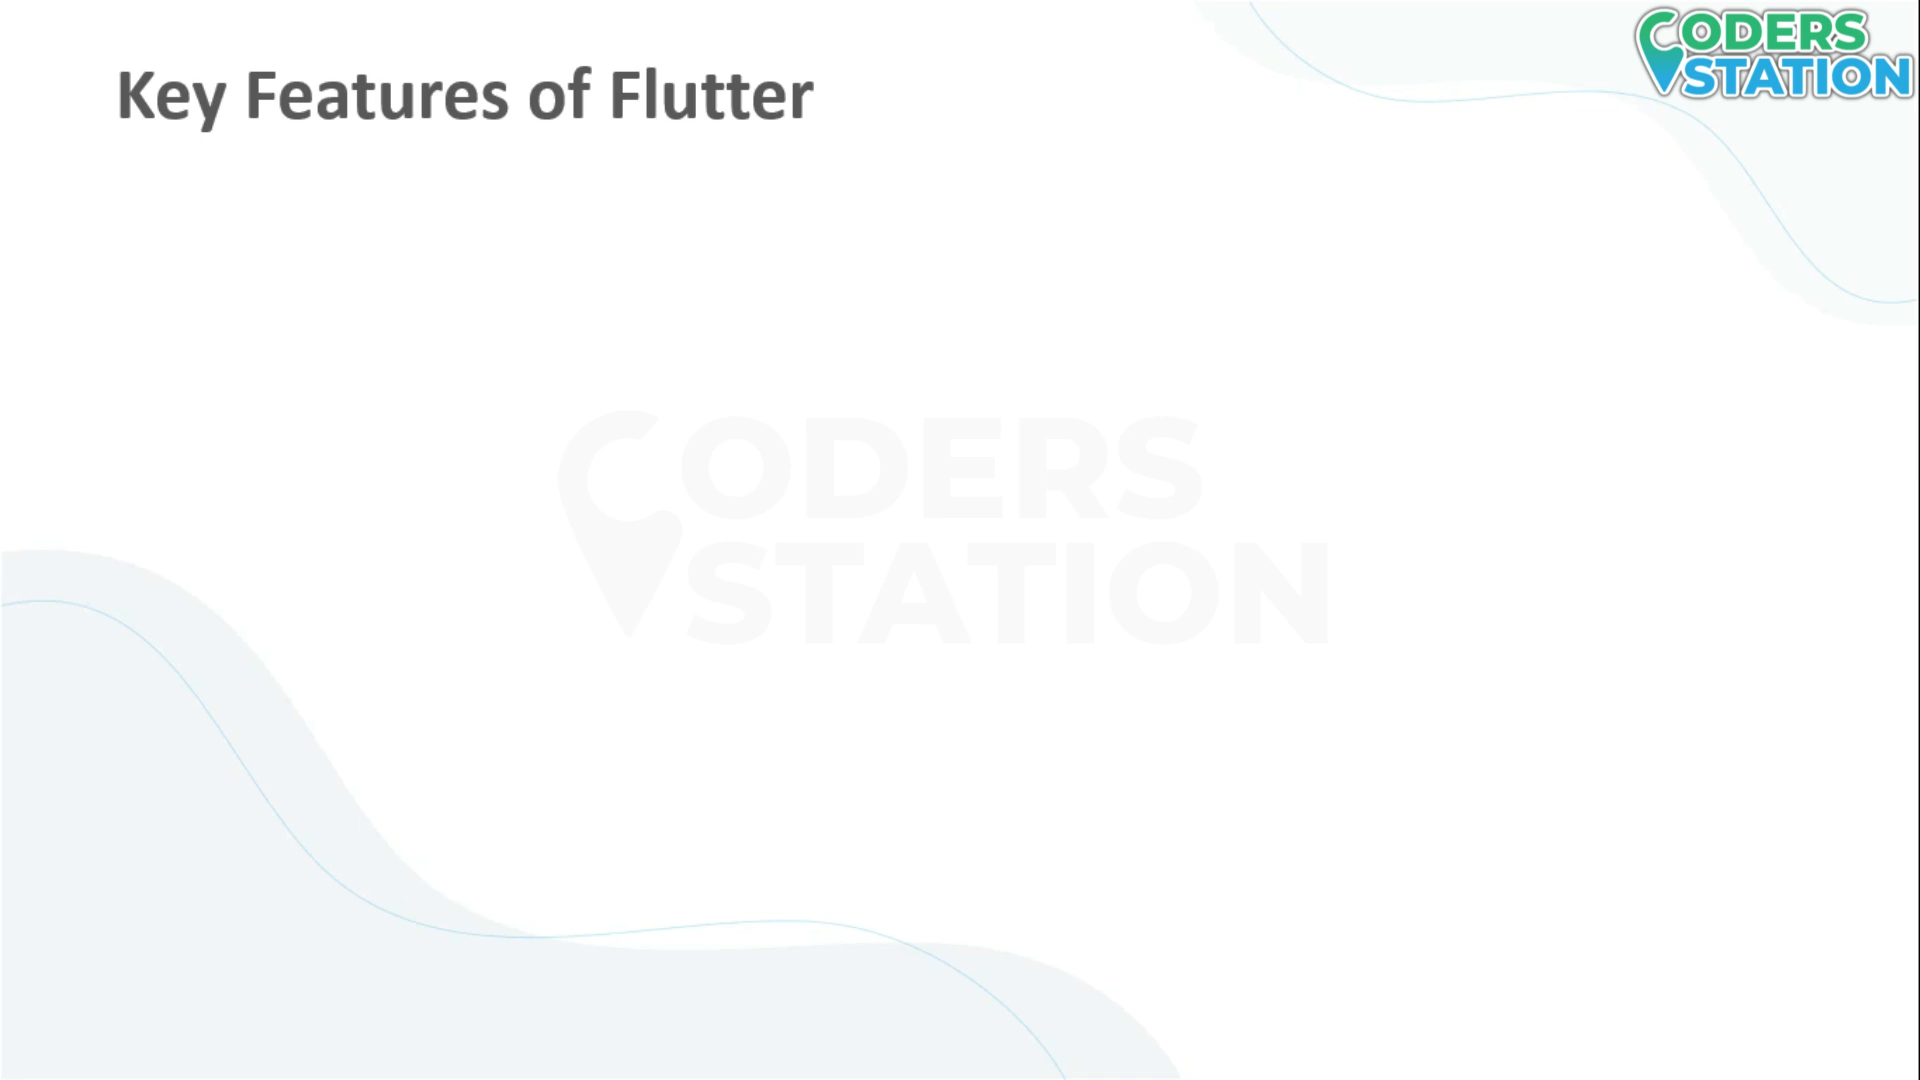 Key Features of Flutter
CODERS
STATION
CODERS
STATION